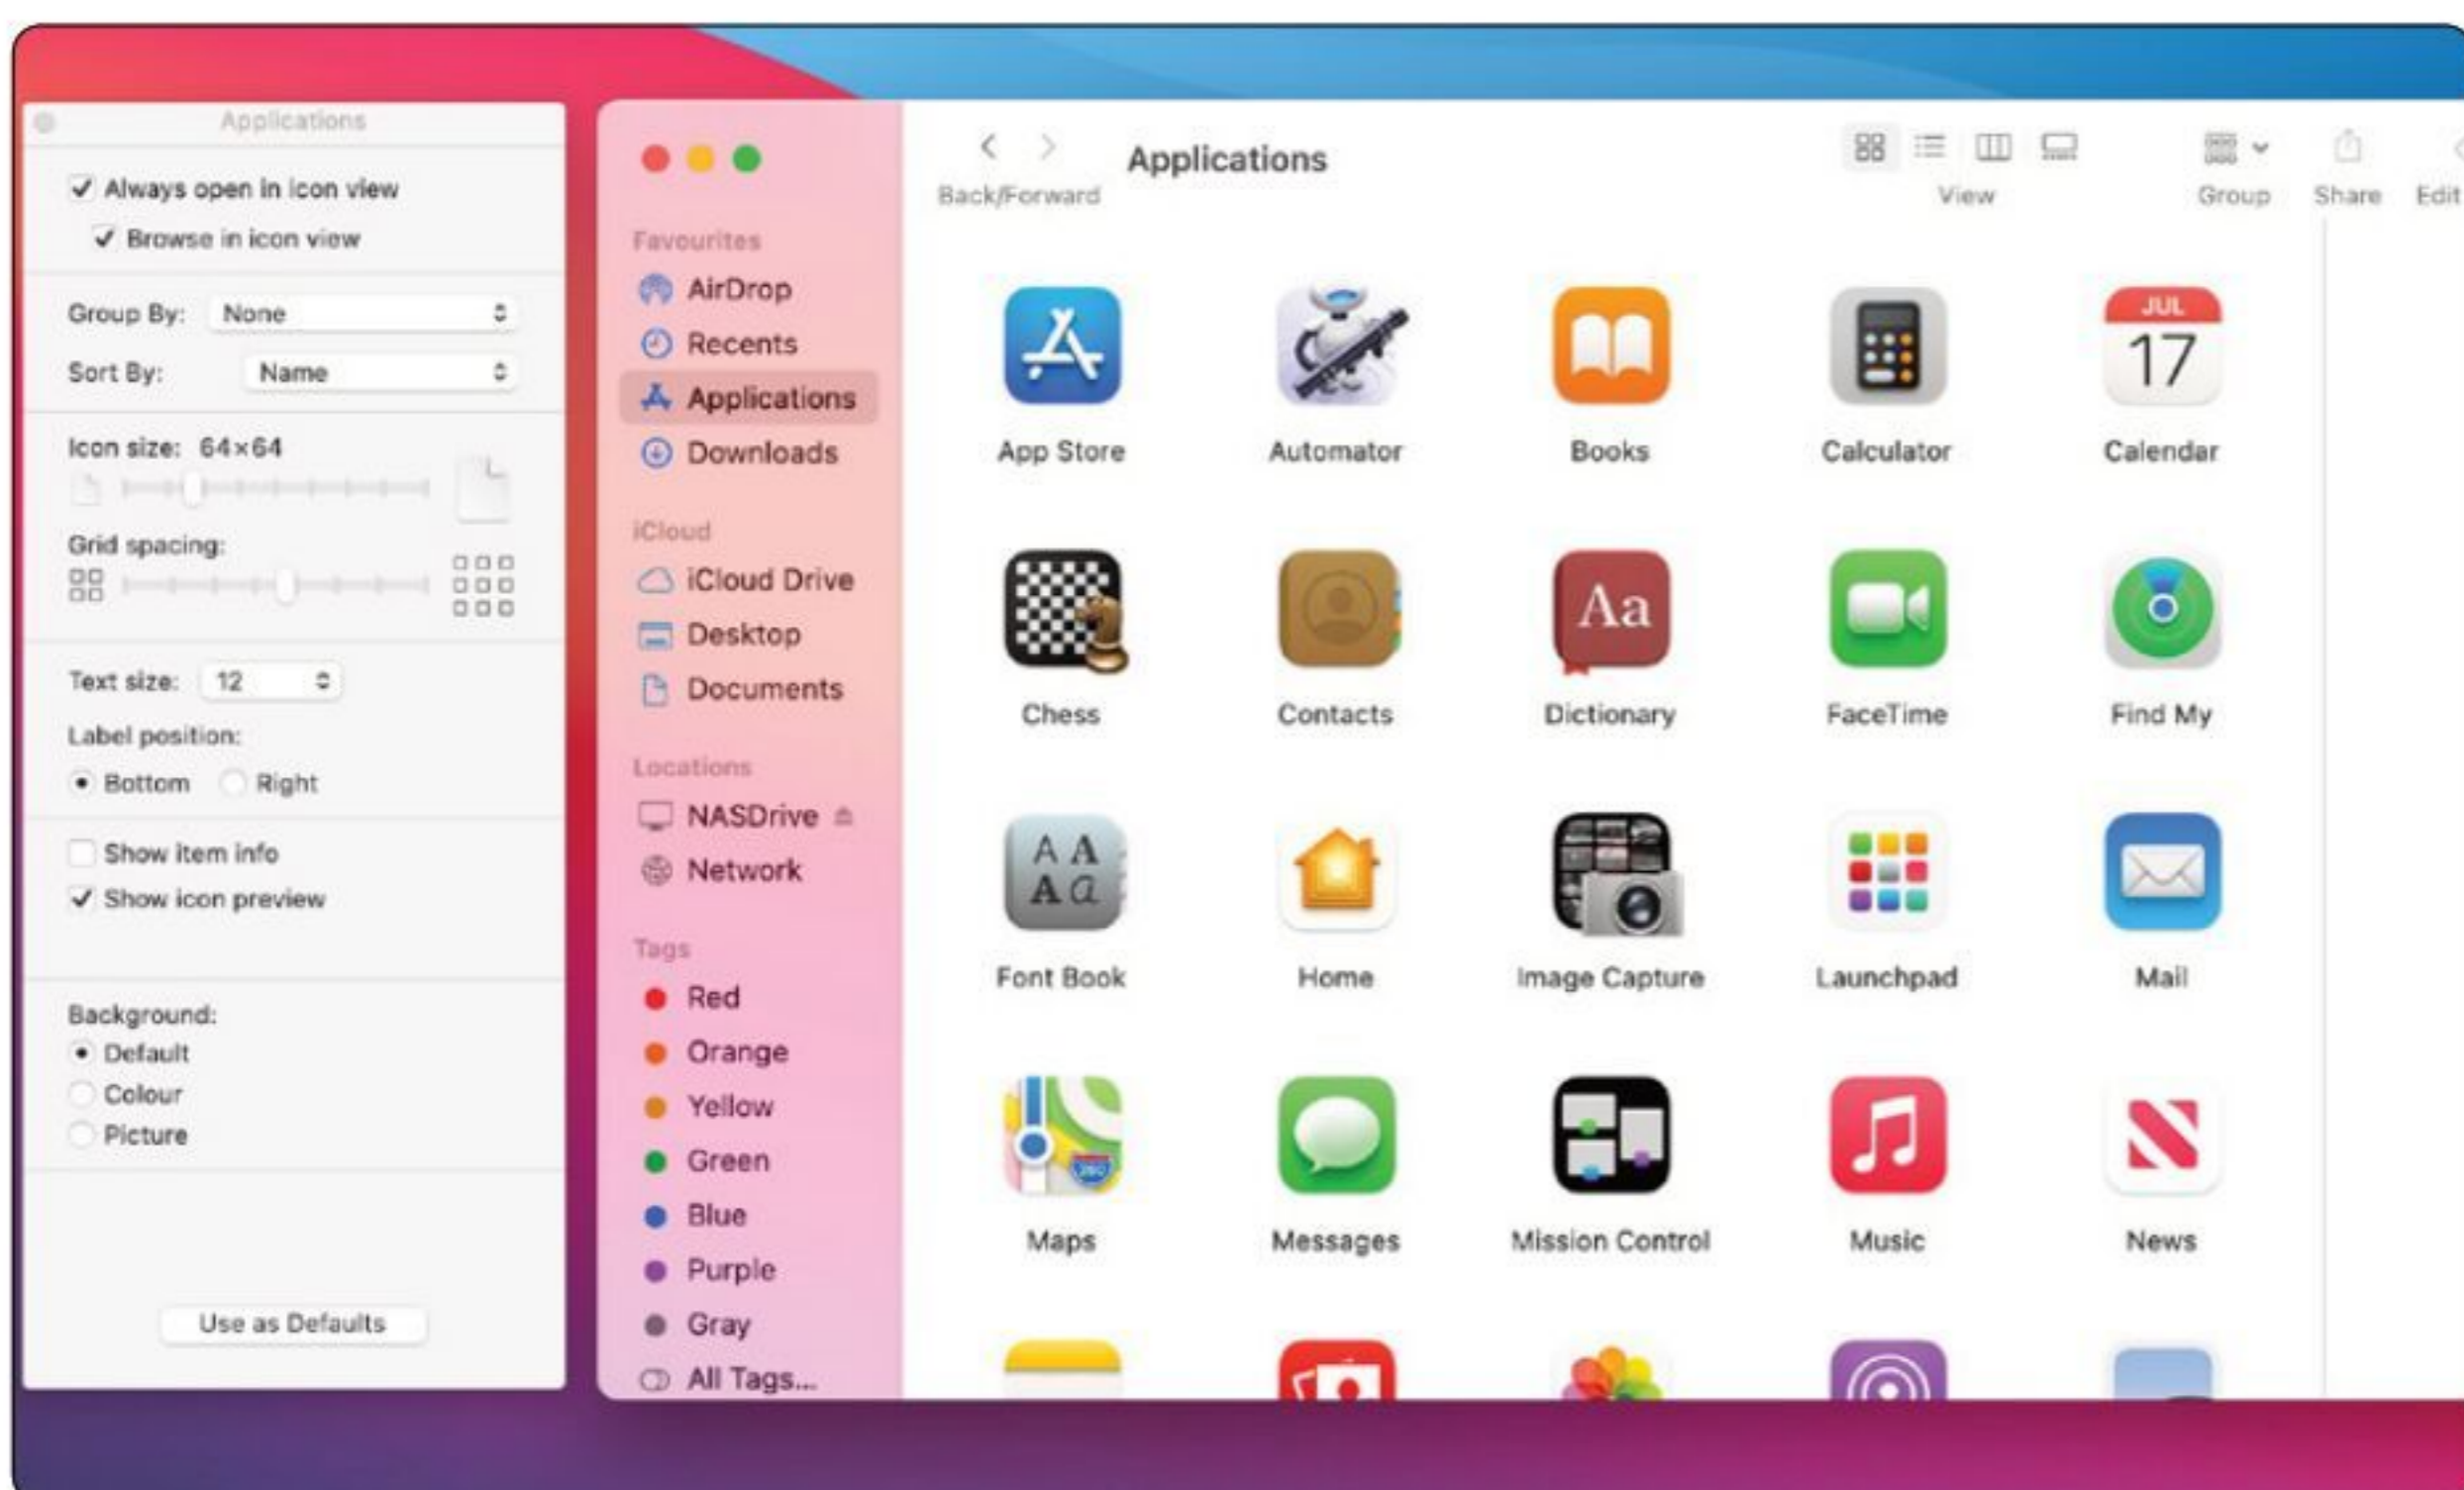 Applications
Always open in icon view
Browse in icon view
Group By: None
Sort By: Name
Icon size: 64×64
Grid spacing:
Text size: 12
Label position:
Bottom Right
Show item info
Show icon preview
Background:
Default
Colour
Picture
Use as Defaults
Favourites
AirDrop
Recents
Applications
Downloads
iCloud
iCloud Drive
Desktop
Documents
Locations
NASDrive
Network
Tags
Red
Orange
Yellow
Green
Blue
Purple
Gray
All Tags...
Applications
Back/Forward View Group Share Edit
JUL
17
App Store Automator Books Calculator Calendar
Aa
Chess Contacts Dictionary FaceTime Find My
A A
A a
Font Book Home Image Capture Launchpad Mail
280
Maps Messages Mission Control Music News